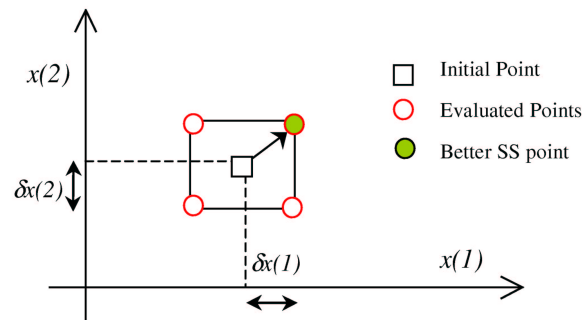 x(2)
Initial Point
Evaluated Points
Better SS point
δx(2)
δx(1)
x(1)